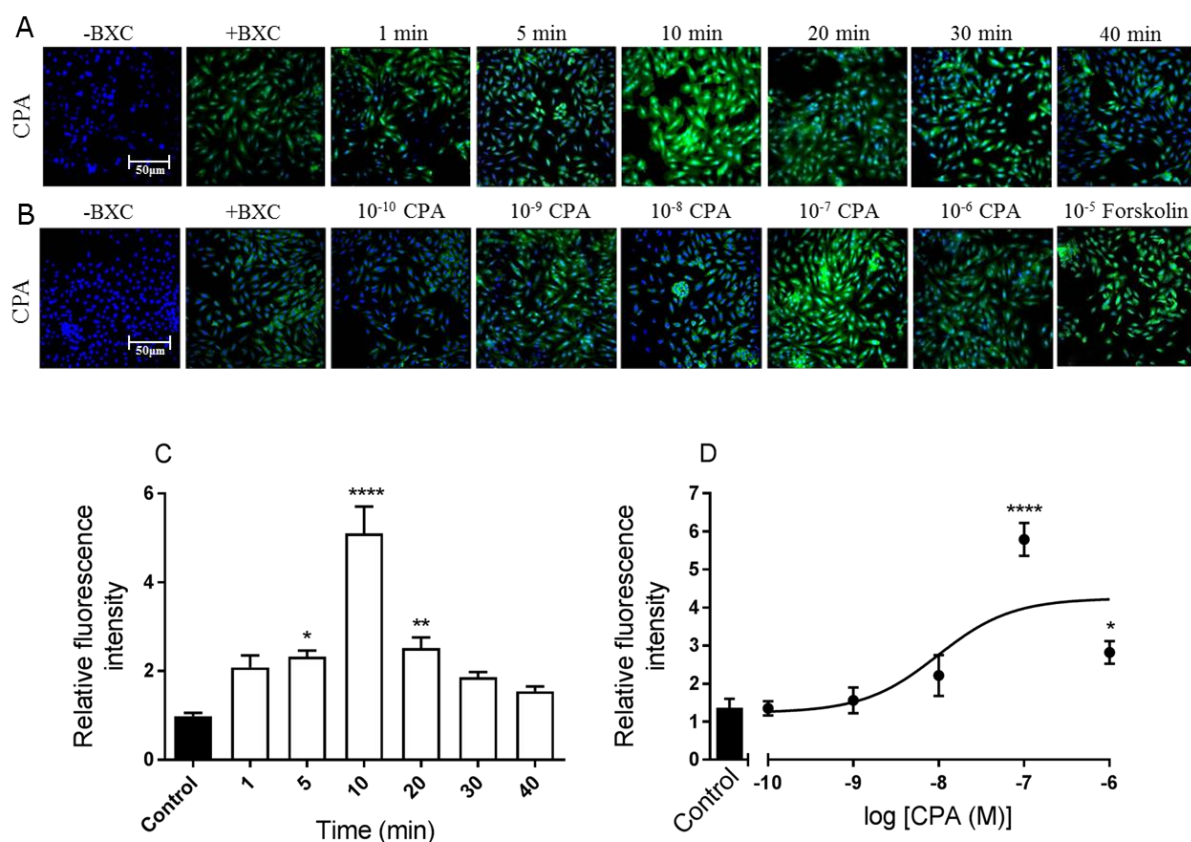 A
-BXC +BXC 1 min 5 min 10 min 20 min 30 min 40 min
CPA
50µm
B
-BXC +BXC 10⁻¹⁰ CPA 10⁻⁹ CPA 10⁻⁸ CPA 10⁻⁷ CPA 10⁻⁶ CPA 10⁻⁵ Forskolin
CPA
50µm
C
Relative fluorescence
intensity
6
4
2
0
*
****
**
Control 1 5 10 20 30 40
Time (min)
D
Relative fluorescence
intensity
7
6
5
4
3
2
1
0
****
*
Control -10 -9 -8 -7 -6
log [CPA (M)]